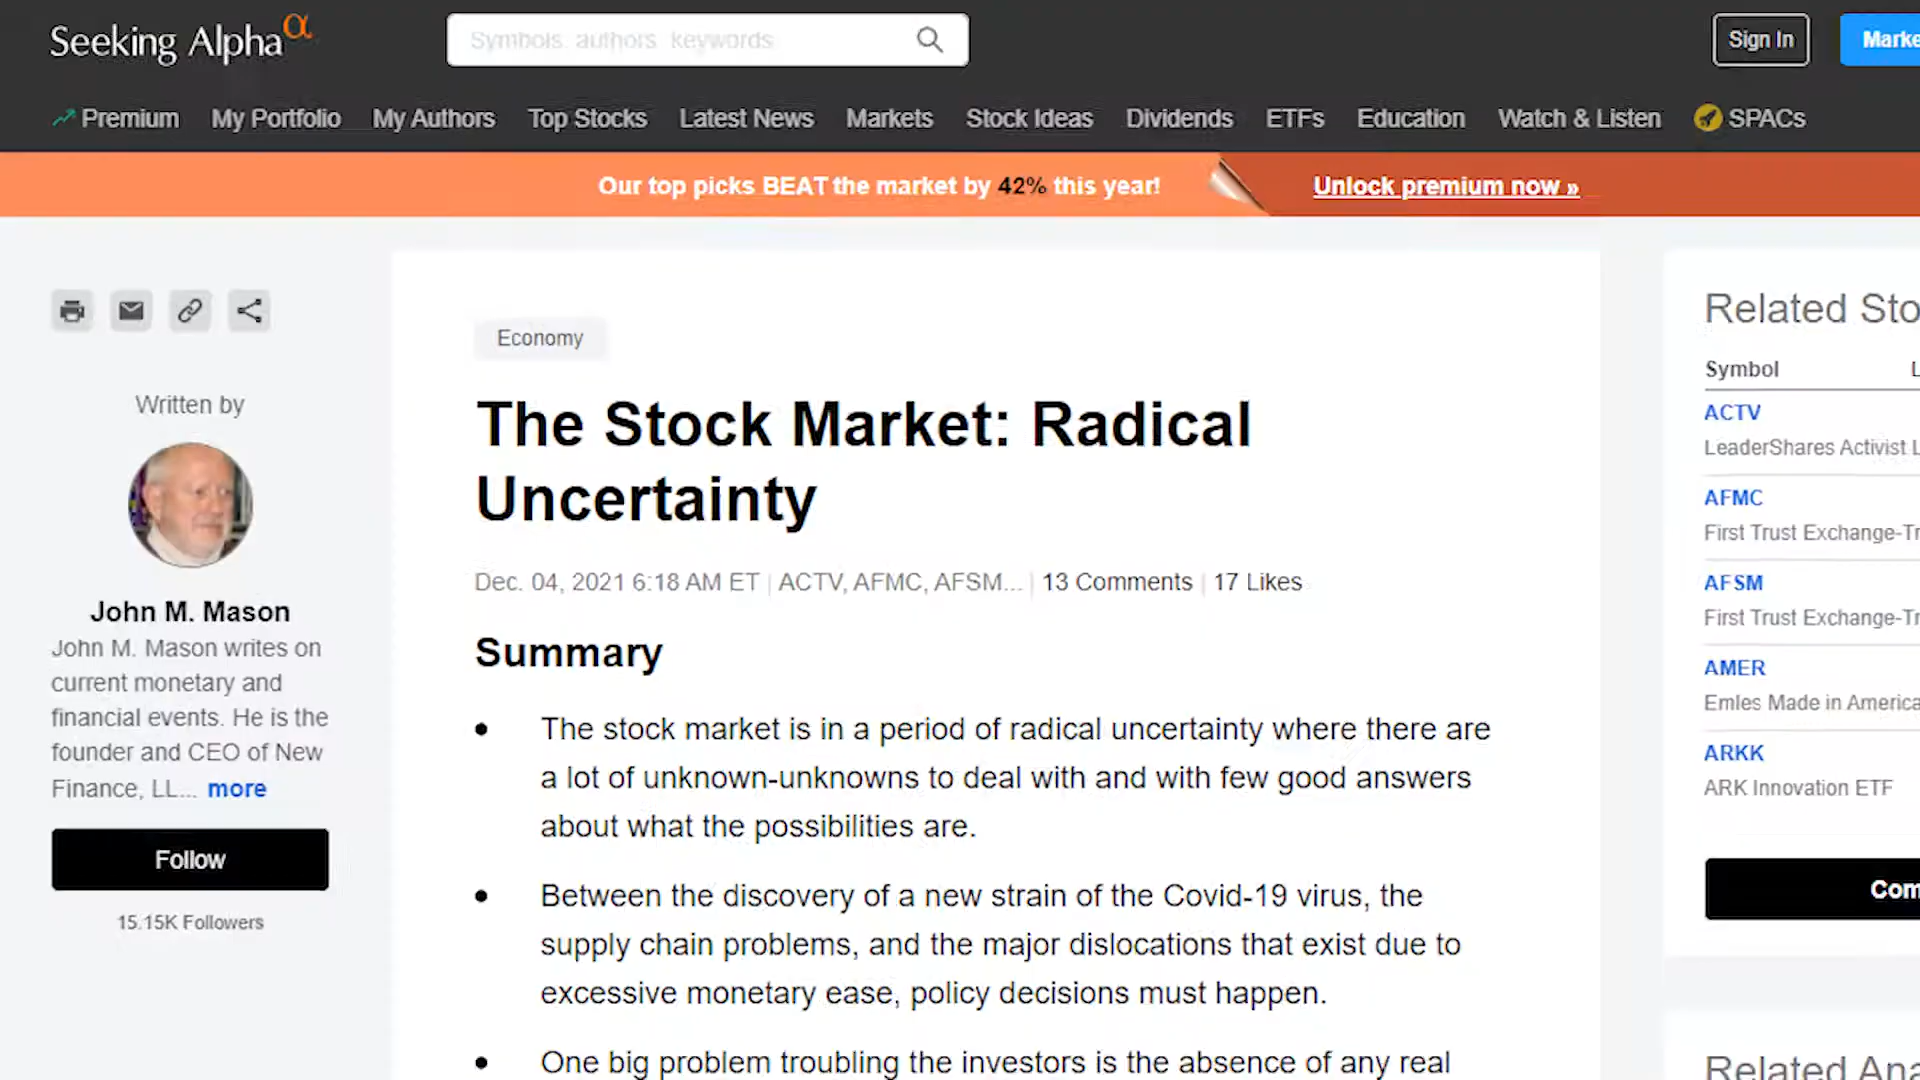 Seeking Alpha α
Symbols, authors, keywords
Sign In
Marke
Premium My Portfolio My Authors Top Stocks Latest News Markets Stock Ideas Dividends ETFs Education Watch & Listen SPACs
Our top picks BEAT the market by 42% this year! Unlock premium now »
Written by
John M. Mason
John M. Mason writes on
current monetary and
financial events. He is the
founder and CEO of New
Finance, LL... more
Follow
15.15K Followers
Economy
The Stock Market: Radical
Uncertainty
Dec. 04, 2021 6:18 AM ET | ACTV, AFMC, AFSM... | 13 Comments | 17 Likes
Summary
• The stock market is in a period of radical uncertainty where there are
a lot of unknown-unknowns to deal with and with few good answers
about what the possibilities are.
• Between the discovery of a new strain of the Covid-19 virus, the
supply chain problems, and the major dislocations that exist due to
excessive monetary ease, policy decisions must happen.
• One big problem troubling the investors is the absence of any real
Related Sto
Symbol L
ACTV
LeaderShares Activist L
AFMC
First Trust Exchange-Tr
AFSM
First Trust Exchange-Tr
AMER
Emles Made in America
ARKK
ARK Innovation ETF
Com
Related Ana